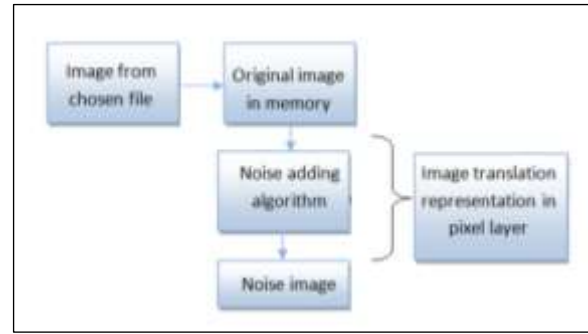 Image from
chosen file
Original image
in memory
Noise adding
algorithm
Image translation
representation in
pixel layer
Noise image